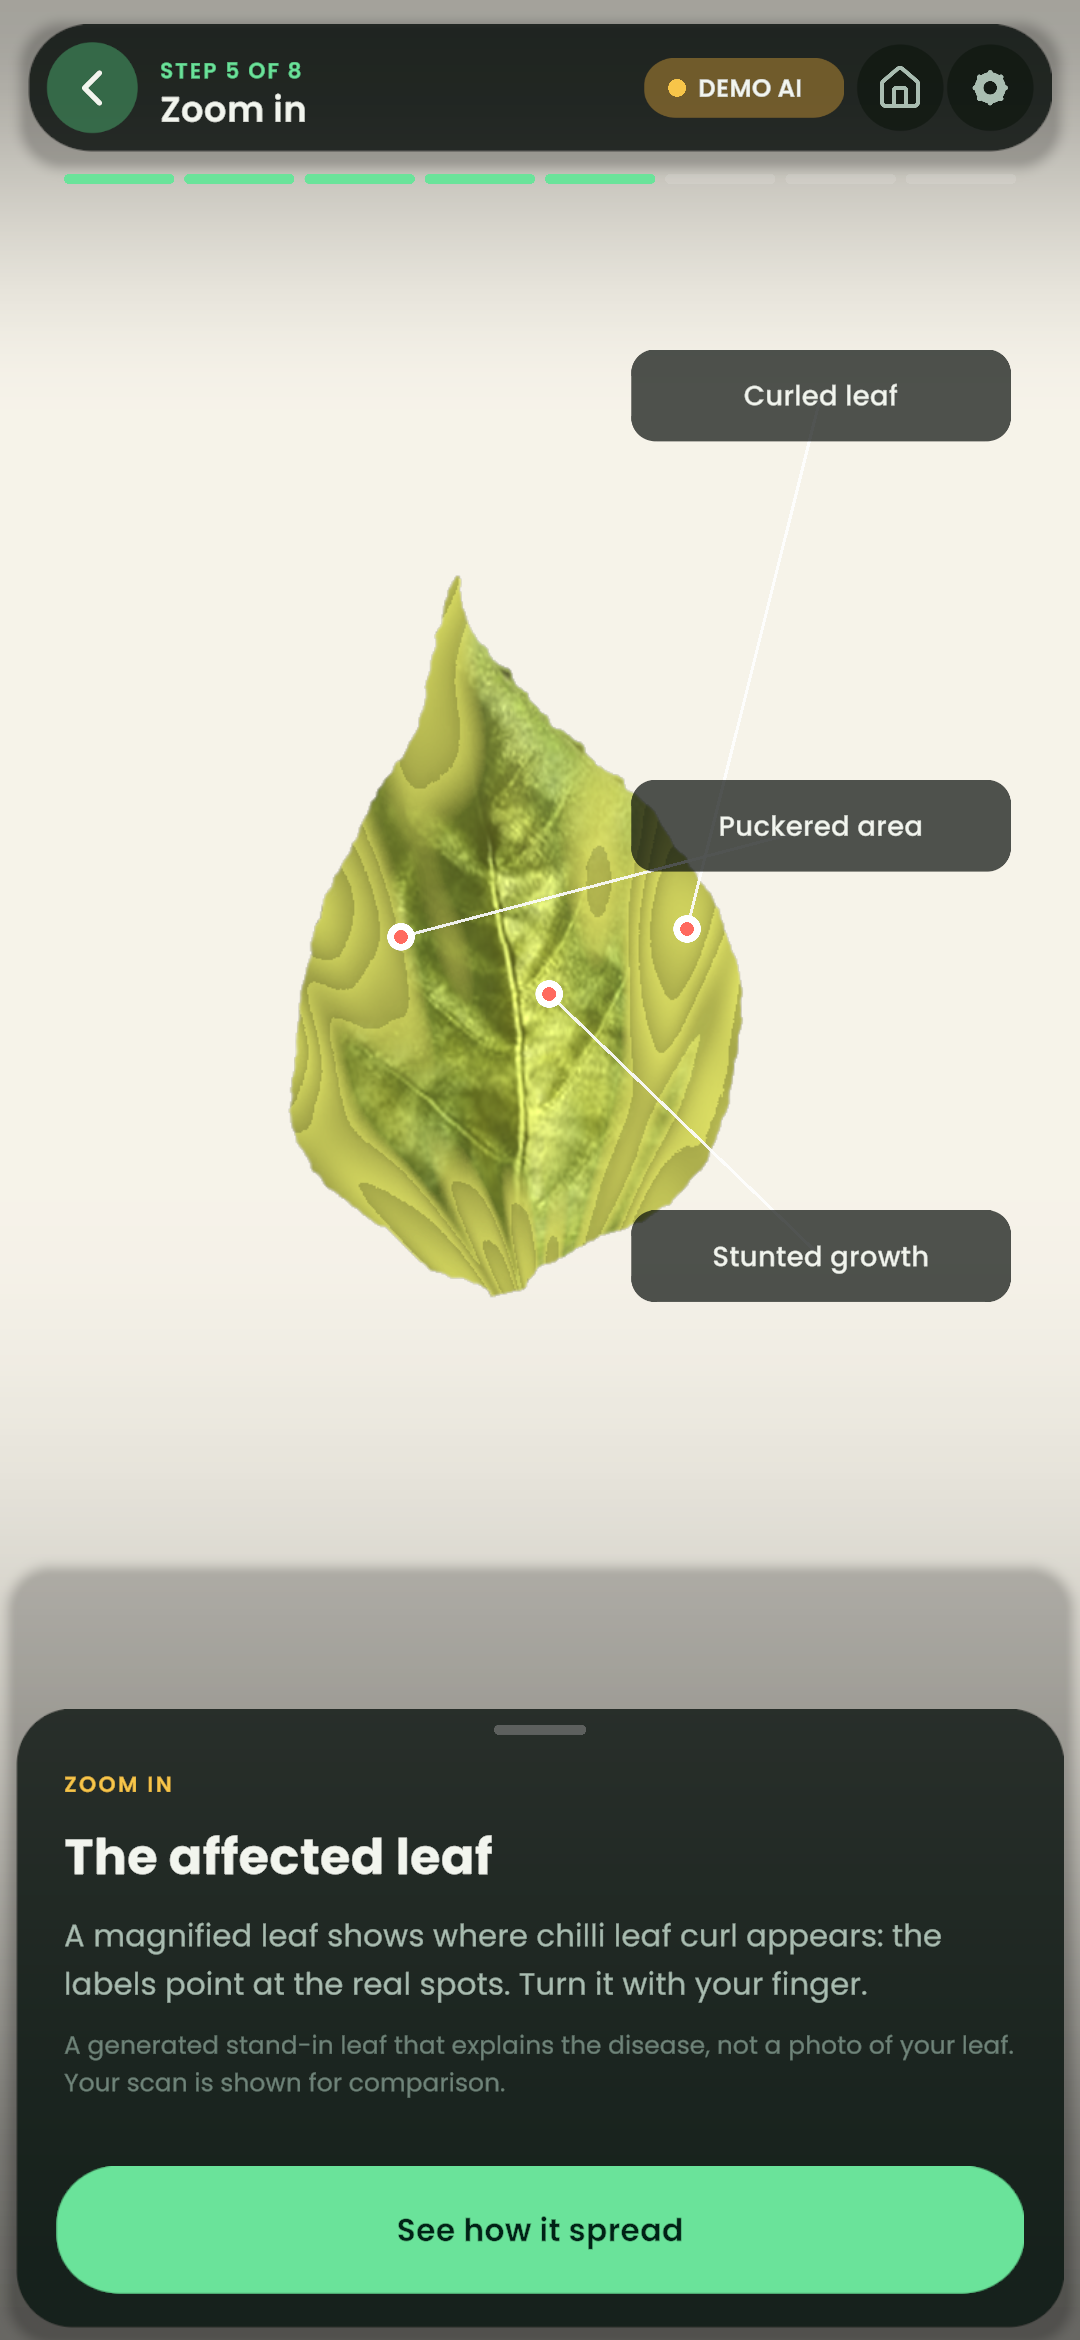 STEP 5 OF 8
Zoom in
DEMO AI
Curled leaf
Puckered area
Stunted growth
ZOOM IN
The affected leaf
A magnified leaf shows where chilli leaf curl appears: the
labels point at the real spots. Turn it with your finger.
A generated stand-in leaf that explains the disease, not a photo of your leaf.
Your scan is shown for comparison.
See how it spread